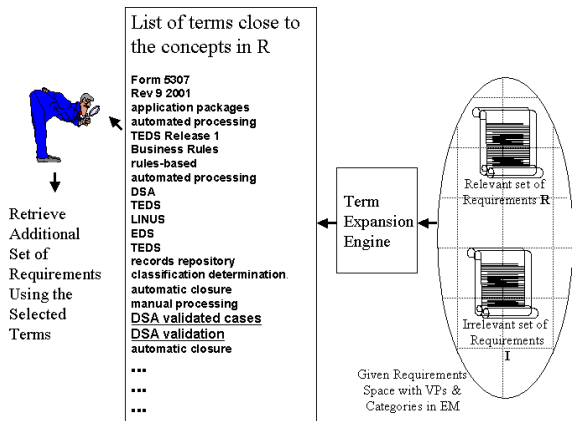 List of terms close to
the concepts in R
Form 5307
Rev 9 2001
application packages
automated processing
TEDS Release 1
Business Rules
rules-based
automated processing
DSA
TEDS
LINUS
EDS
TEDS
records repository
classification determination.
automatic closure
manual processing
DSA validated cases
DSA validation
automatic closure
...
...
...
Retrieve
Additional
Set of
Requirements
Using the
Selected
Terms
Term
Expansion
Engine
Relevant set of
Requirements R
Irrelevant set of
Requirements
I
Given Requirements
Space with VPs &
Categories in EM